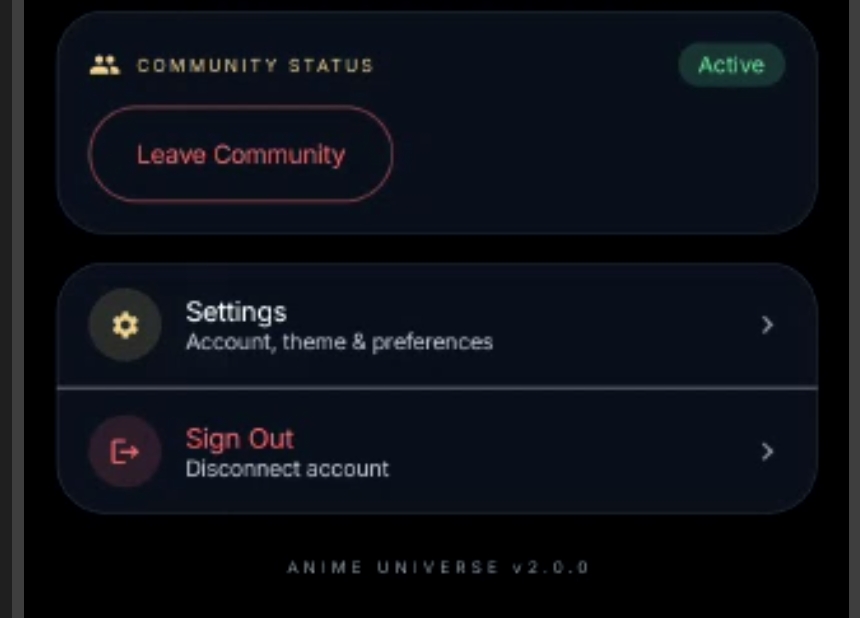 COMMUNITY STATUS
Active
Leave Community
Settings
Account, theme & preferences
Sign Out
Disconnect account
ANIME UNIVERSE v2.0.0